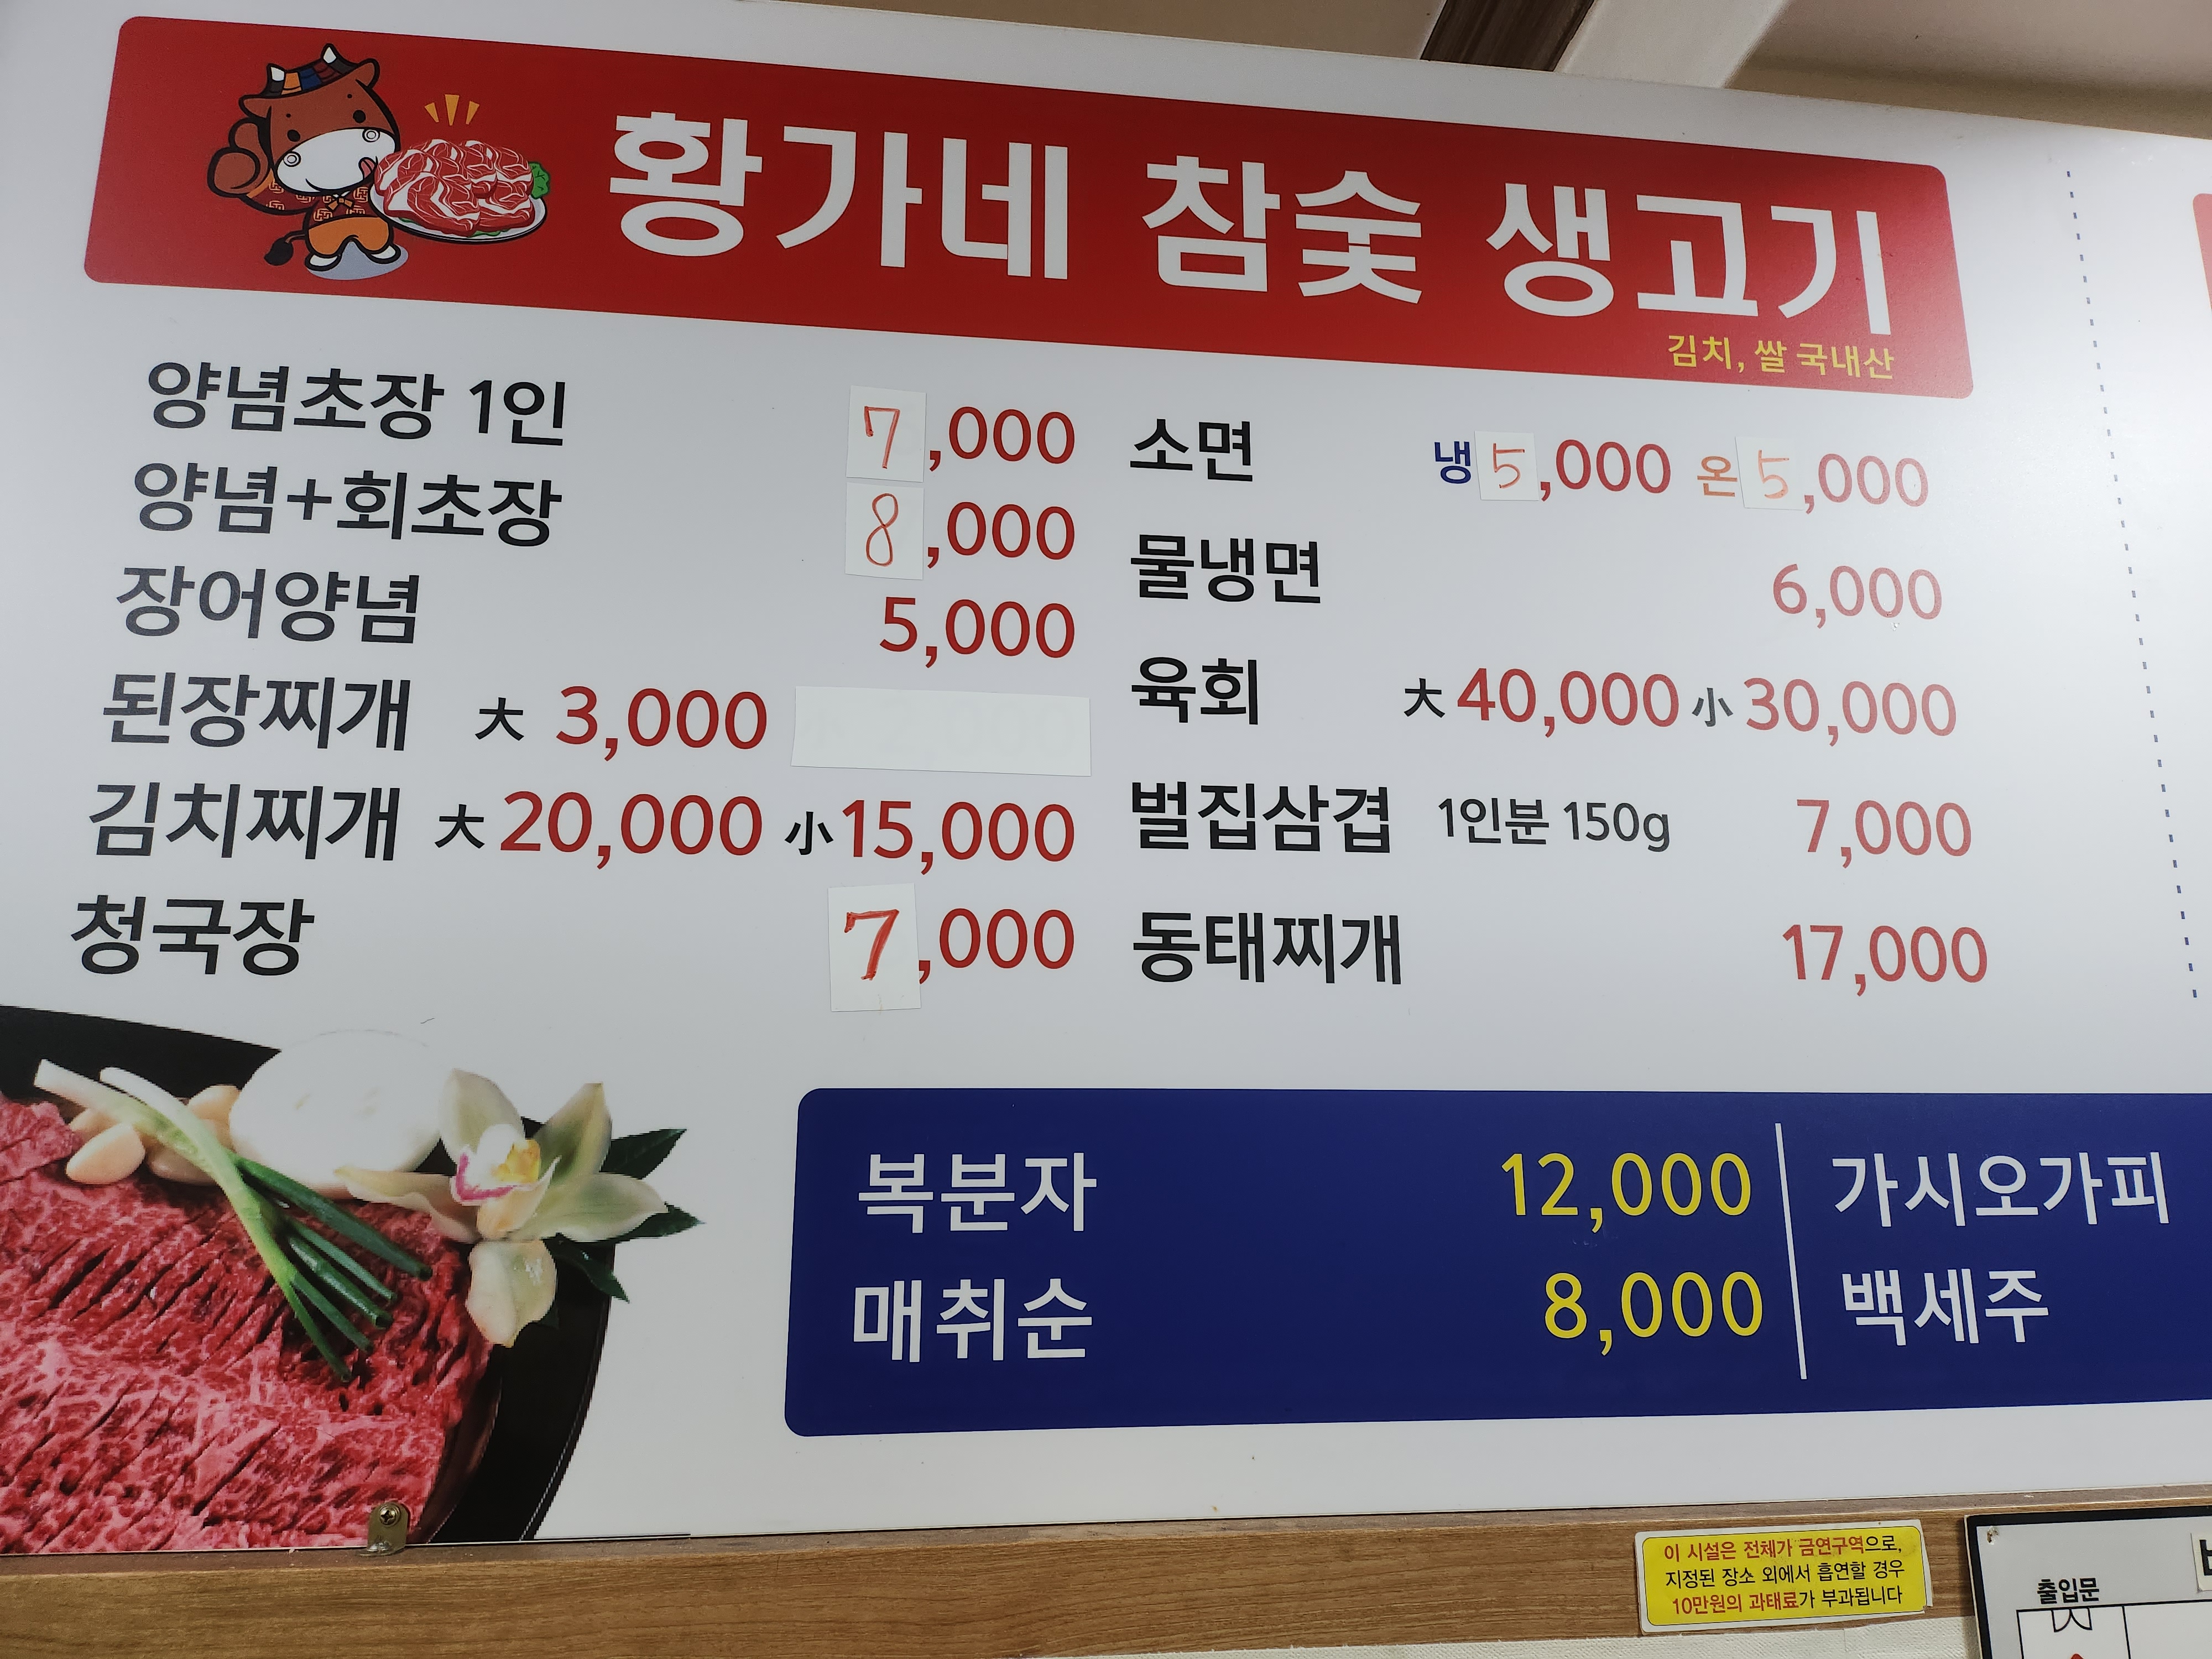 황가네 참숯 생고기
김치, 쌀 국내산
양념초장 1인 7,000
양념+회초장 8,000
장어양념 5,000
된장찌개 大 3,000
김치찌개 大 20,000 小 15,000
청국장 7,000
소면 냉 5,000 온 5,000
물냉면 6,000
육회 大 40,000 小 30,000
벌집삼겹 1인분 150g 7,000
동태찌개 17,000
복분자 12,000
매취순 8,000
가시오가피
백세주
이 시설은 전체가 금연구역으로,
지정된 장소 외에서 흡연할 경우
10만원의 과태료가 부과됩니다
출입문